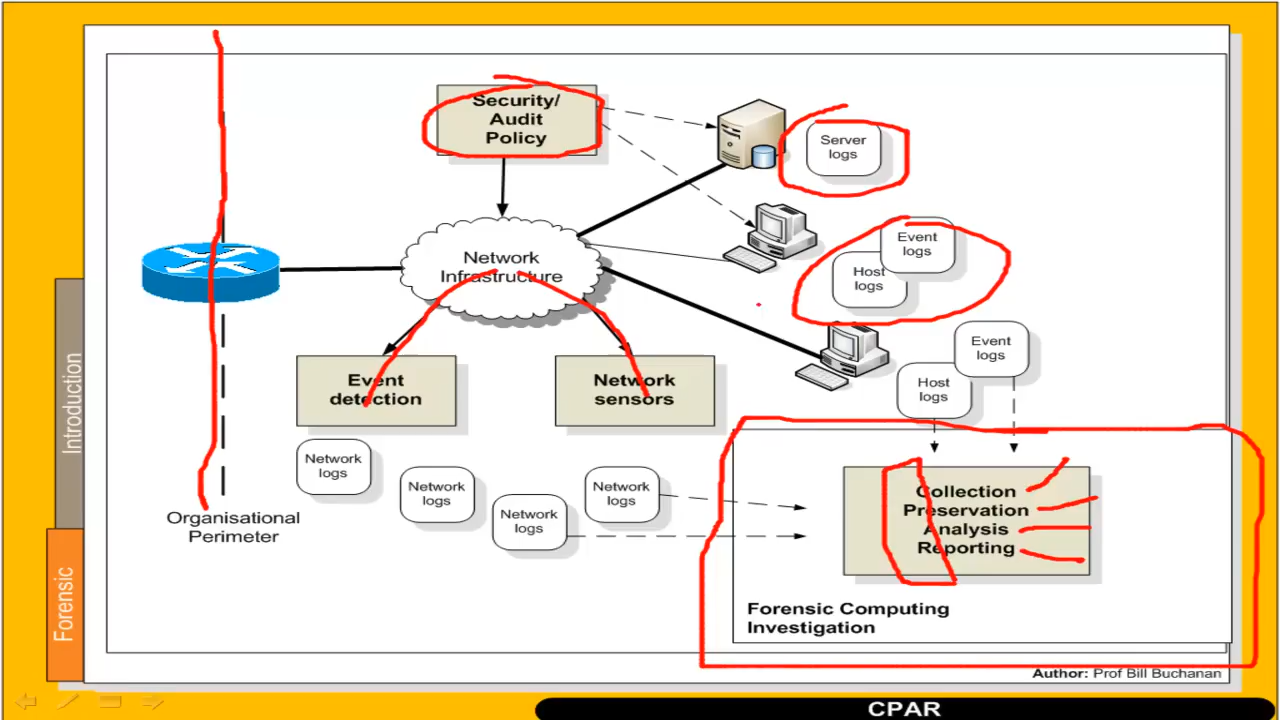 Security/
Audit
Policy
Server
logs
Event
logs
Host
logs
Network
Infrastructure
Event
logs
Host
logs
Event
detection
Network
sensors
Network
logs
Network
logs
Network
logs
Network
logs
Collection
Preservation
Analysis
Reporting
Organisational
Perimeter
Forensic Computing
Investigation
Introduction
Forensic
Author: Prof Bill Buchanan
CPAR